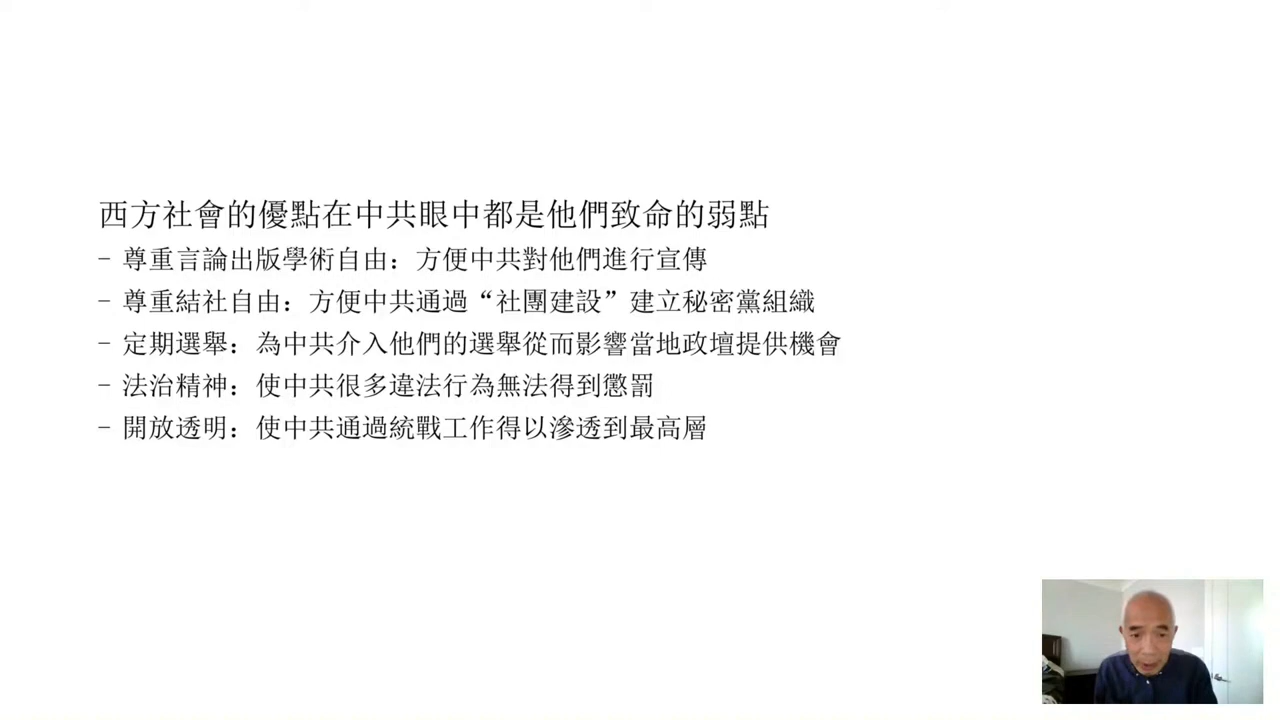 西方社會的優點在中共眼中都是他們致命的弱點
- 尊重言論出版學術自由：方便中共對他們進行宣傳
- 尊重結社自由：方便中共通過“社團建設”建立秘密黨組織
- 定期選舉：為中共介入他們的選舉從而影響當地政壇提供機會
- 法治精神：使中共很多違法行為無法得到懲罰
- 開放透明：使中共通過統戰工作得以滲透到最高層